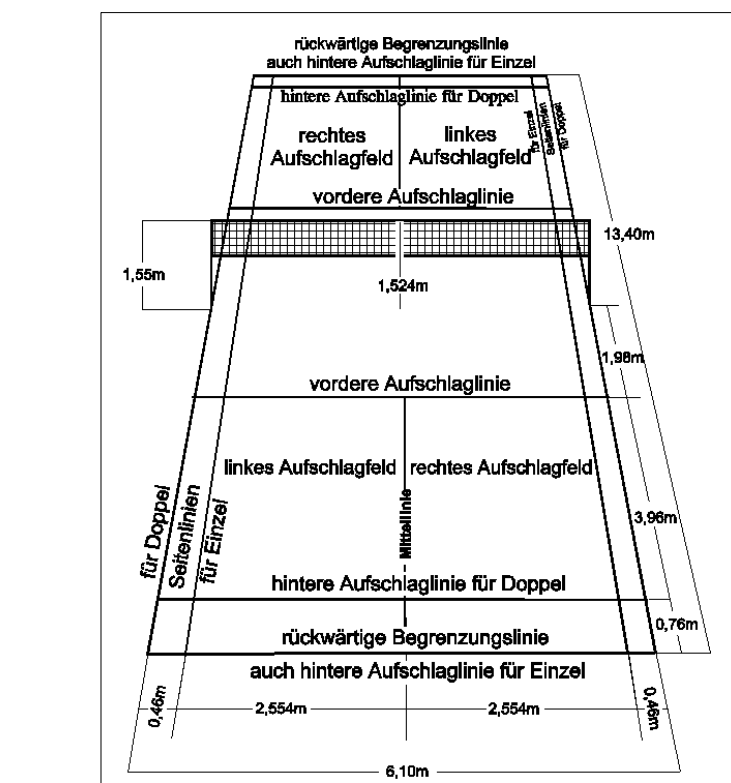 rückwärtige Begrenzungslinie
auch hintere Aufschlaglinie für Einzel
hintere Aufschlaglinie für Doppel
rechtes
Aufschlagfeld
linkes
Aufschlagfeld
für Einzel
Seitenlinien
für Doppel
vordere Aufschlaglinie
13,40m
1,55m
1,524m
1,98m
vordere Aufschlaglinie
linkes Aufschlagfeld
rechtes Aufschlagfeld
Mittellinie
für Doppel
Seitenlinien
für Einzel
3,96m
hintere Aufschlaglinie für Doppel
0,76m
rückwärtige Begrenzungslinie
auch hintere Aufschlaglinie für Einzel
0,46m
2,554m
2,554m
0,46m
6,10m